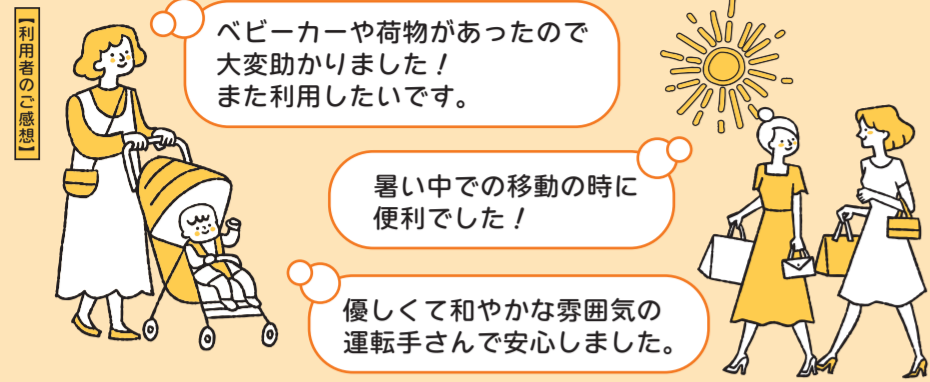 【利用者のご感想】
ベビーカーや荷物があったので
大変助かりました！
また利用したいです。
暑い中での移動の時に
便利でした！
優しくて和やかな雰囲気の
運転手さんで安心しました。